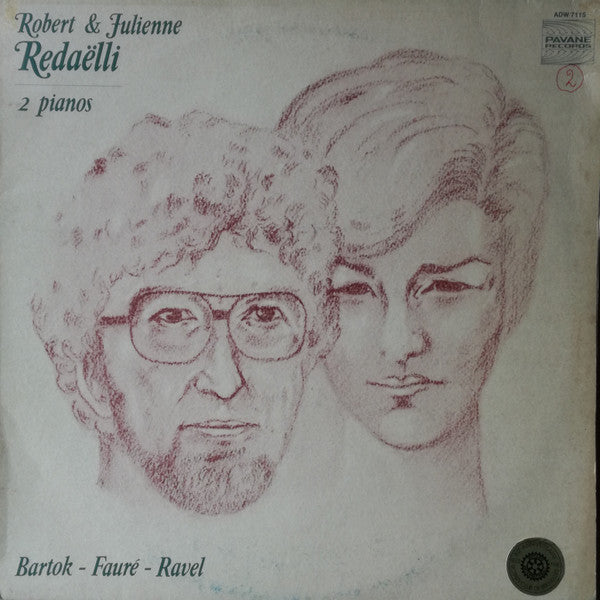 Robert & Julienne
Redaëlli
2 pianos
ADW 7115
PAVANE
RECORDS
2
Bartok - Fauré - Ravel